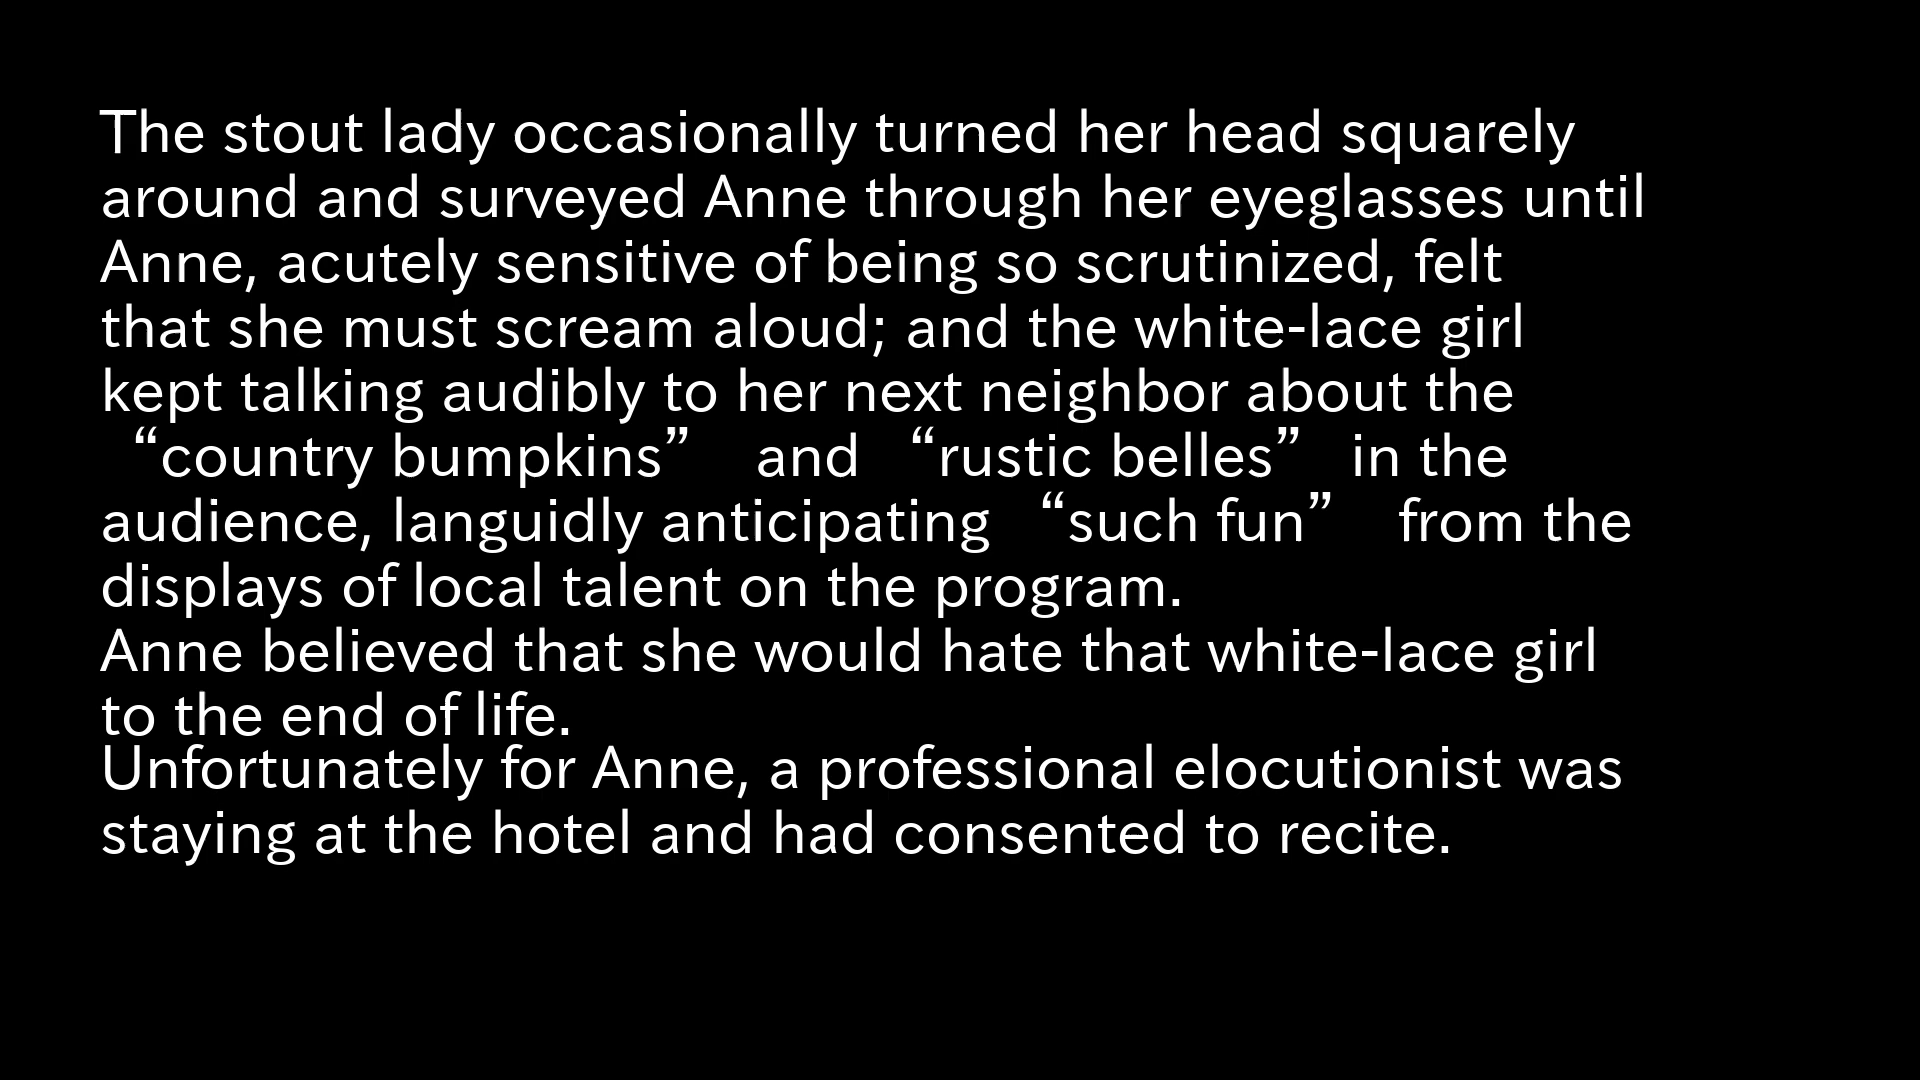 The stout lady occasionally turned her head squarely
around and surveyed Anne through her eyeglasses until
Anne, acutely sensitive of being so scrutinized, felt
that she must scream aloud; and the white-lace girl
kept talking audibly to her next neighbor about the
“country bumpkins” and “rustic belles” in the
audience, languidly anticipating “such fun” from the
displays of local talent on the program.
Anne believed that she would hate that white-lace girl
to the end of life.
Unfortunately for Anne, a professional elocutionist was
staying at the hotel and had consented to recite.